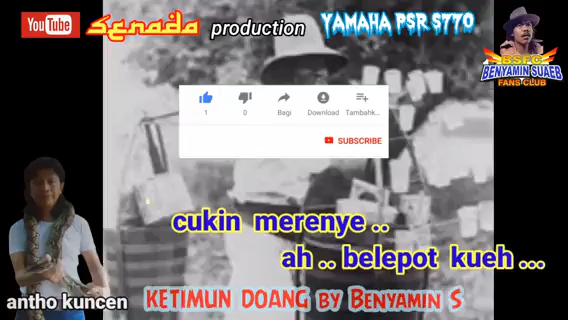 YouTube
senada production
YAMAHA PSR S770
BSFC
BENYAMIN SUAEB
FANS CLUB
1
0
Bagi
Download
Tambahk...
SUBSCRIBE
cukin merenye ..
ah .. belepot kueh ...
antho kuncen
KETIMUN DOANG by Benyamin S